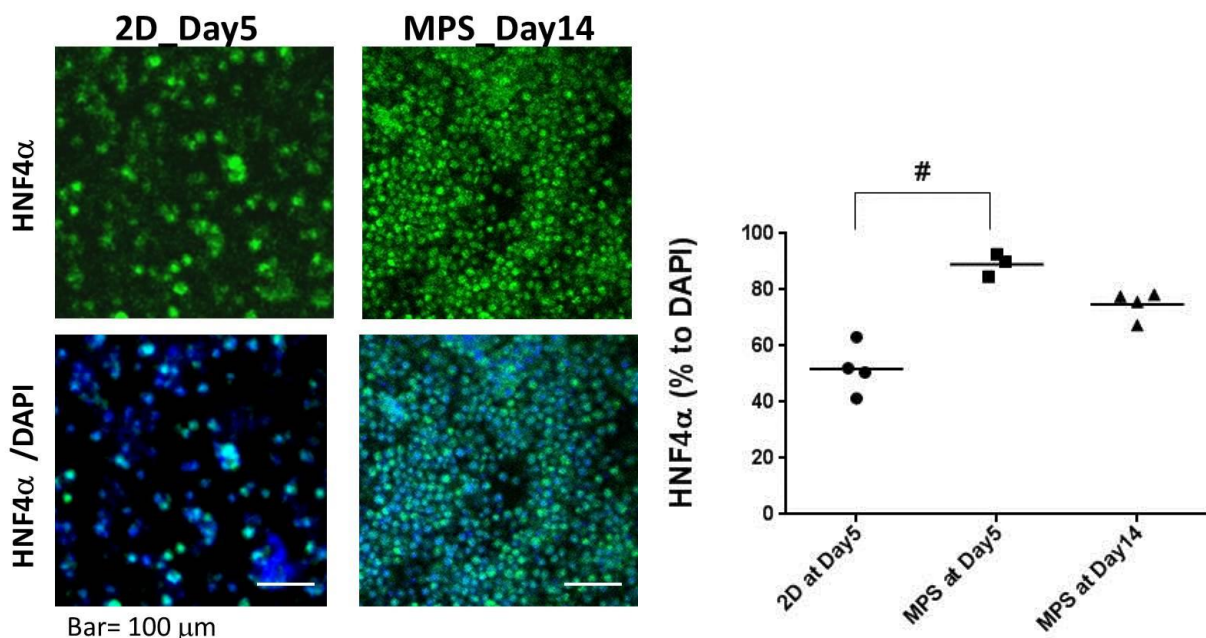 2D_Day5
MPS_Day14
HNF4α
HNF4α /DAPI
Bar= 100 μm
#
HNF4α (% to DAPI)
100
80
60
40
20
0
2D at Day5
MPS at Day5
MPS at Day14